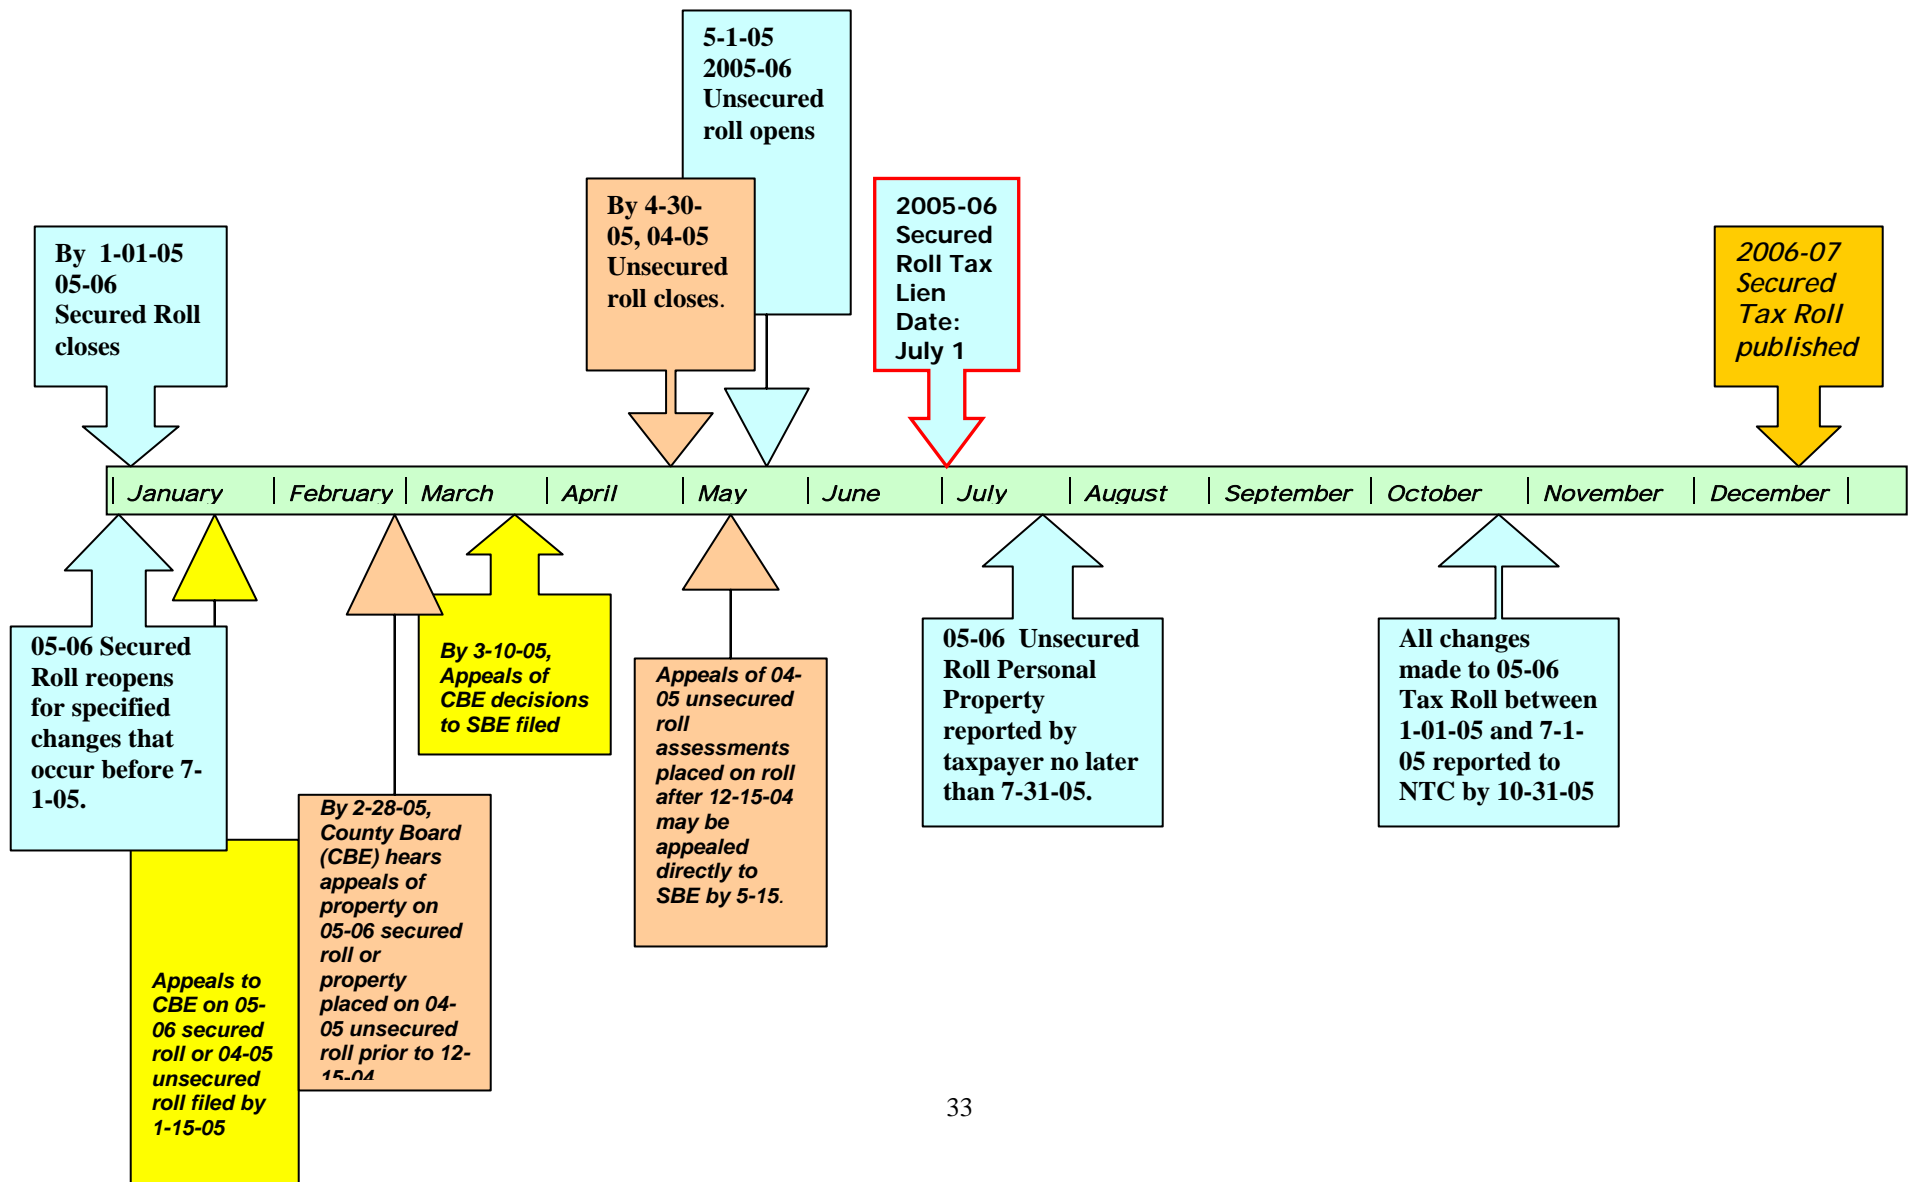 5-1-05
2005-06
Unsecured
roll opens
By 4-30-
05, 04-05
Unsecured
roll closes.
2005-06
Secured
Roll Tax
Lien
Date:
July 1
By 1-01-05
05-06
Secured Roll
closes
2006-07
Secured
Tax Roll
published
January February March April May June July August September October November December
05-06 Secured
Roll reopens
for specified
changes that
occur before 7-
1-05.
Appeals to
CBE on 05-
06 secured
roll or 04-05
unsecured
roll filed by
1-15-05
By 2-28-05,
County Board
(CBE) hears
appeals of
property on
05-06 secured
roll or
property
placed on 04-
05 unsecured
roll prior to 12-
15-04
By 3-10-05,
Appeals of
CBE decisions
to SBE filed
Appeals of 04-
05 unsecured
roll
assessments
placed on roll
after 12-15-04
may be
appealed
directly to
SBE by 5-15.
05-06 Unsecured
Roll Personal
Property
reported by
taxpayer no later
than 7-31-05.
All changes
made to 05-06
Tax Roll between
1-01-05 and 7-1-
05 reported to
NTC by 10-31-05
33